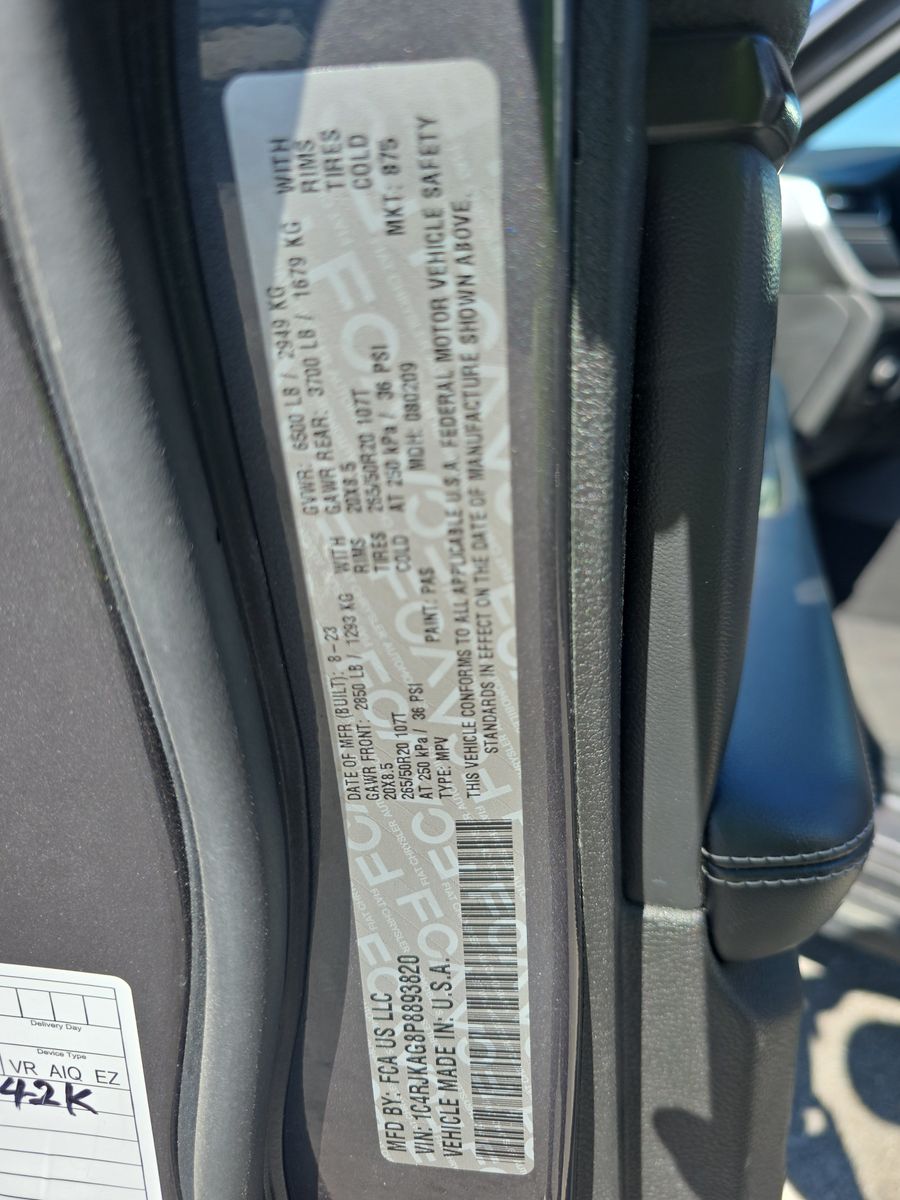 MFD BY: FCA US LLC
VIN: 1C4RJKAG8P8893820
VEHICLE MADE IN: U.S.A.
DATE OF MFR (BUILT): 8-23
GVWR: 6500 LB / 2949 KG
GAWR FRONT: 2850 LB / 1293 KG WITH
GAWR REAR: 3700 LB / 1679 KG WITH
20X8.5 RIMS
20X8.5 RIMS
265/50R20 107T TIRES
265/50R20 107T TIRES
AT 250 kPa / 36 PSI COLD
AT 250 kPa / 36 PSI COLD
TYPE: MPV PAINT: PAS MDH: 080209 MKT: 875
THIS VEHICLE CONFORMS TO ALL APPLICABLE U.S.A. FEDERAL MOTOR VEHICLE SAFETY
STANDARDS IN EFFECT ON THE DATE OF MANUFACTURE SHOWN ABOVE.
Delivery Day
Device Type
VR AIQ EZ
42K